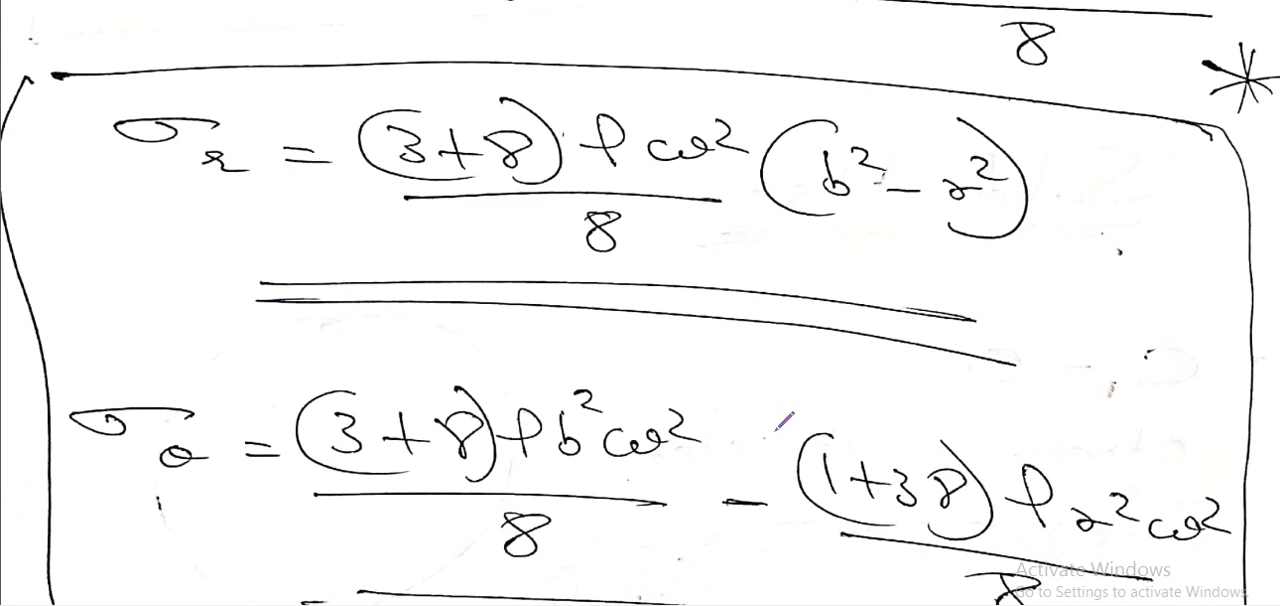 8
σr = (3+γ) ρω² (b² - r²)
8
σθ = (3+γ) ρb²ω² - (1+3γ) ρr²ω²
8 8
Activate Windows
Go to Settings to activate Windows.